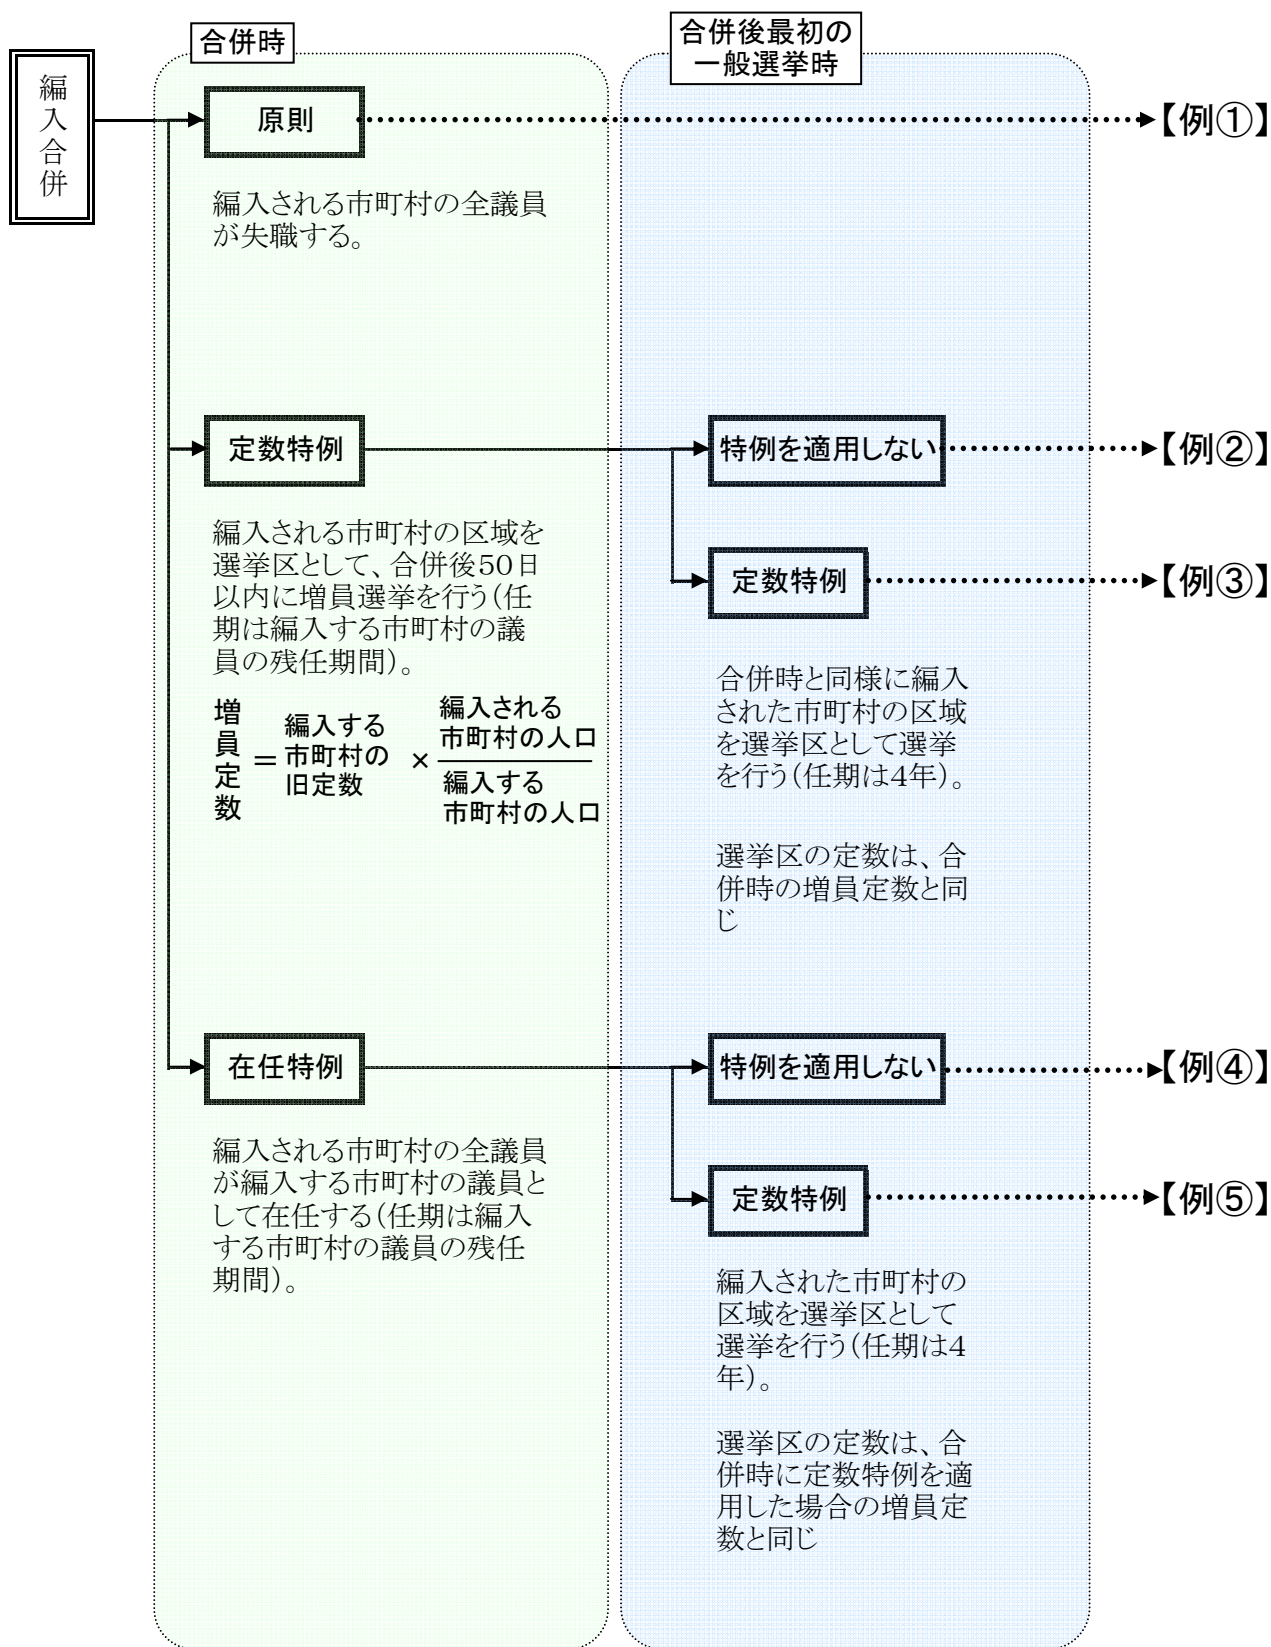 合併時
合併後最初の
一般選挙時
編入合併
原則
【例①】
編入される市町村の全議員
が失職する。
定数特例
特例を適用しない
【例②】
編入される市町村の区域を
選挙区として、合併後50日
以内に増員選挙を行う(任
期は編入する市町村の議
員の残任期間)。
定数特例
【例③】
合併時と同様に編入
された市町村の区域
を選挙区として選挙
を行う(任期は4年)。
選挙区の定数は、合
併時の増員定数と同
じ
増員定数
＝
編入する
市町村の
旧定数
×
編入される
市町村の人口
編入する
市町村の人口
在任特例
特例を適用しない
【例④】
編入される市町村の全議員
が編入する市町村の議員と
して在任する(任期は編入
する市町村の議員の残任
期間)。
定数特例
【例⑤】
編入された市町村の
区域を選挙区として
選挙を行う(任期は4
年)。
選挙区の定数は、合
併時に定数特例を適
用した場合の増員定
数と同じ